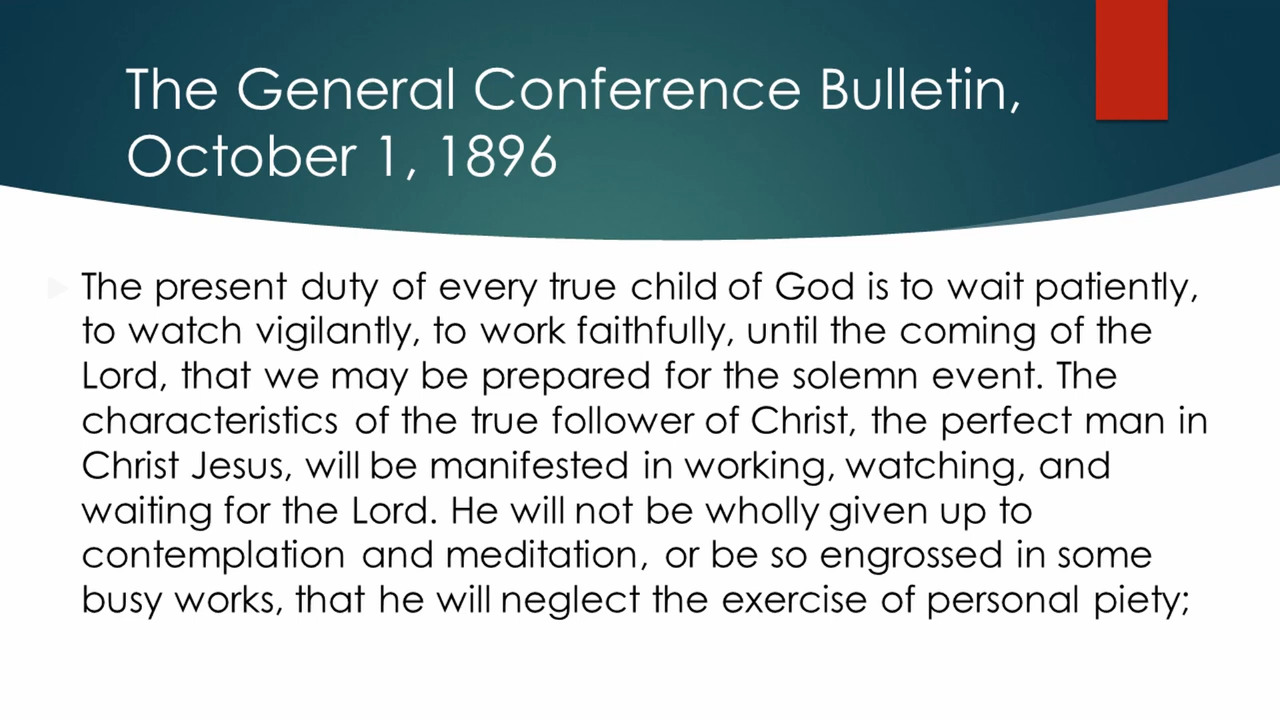 The General Conference Bulletin,
October 1, 1896
The present duty of every true child of God is to wait patiently,
to watch vigilantly, to work faithfully, until the coming of the
Lord, that we may be prepared for the solemn event. The
characteristics of the true follower of Christ, the perfect man in
Christ Jesus, will be manifested in working, watching, and
waiting for the Lord. He will not be wholly given up to
contemplation and meditation, or be so engrossed in some
busy works, that he will neglect the exercise of personal piety;